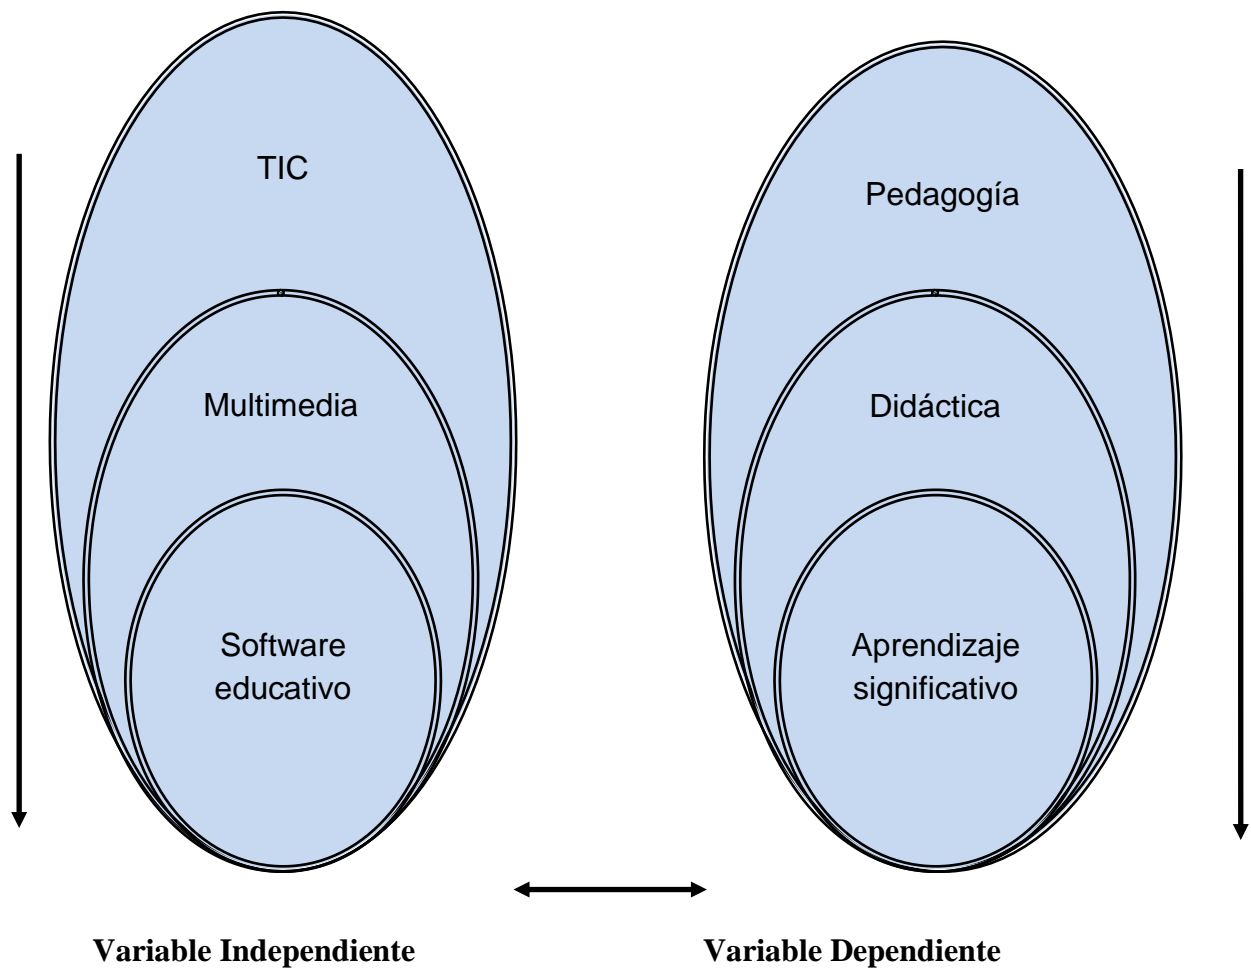 TIC
Multimedia
Software
educativo
Pedagogía
Didáctica
Aprendizaje
significativo
Variable Independiente
Variable Dependiente